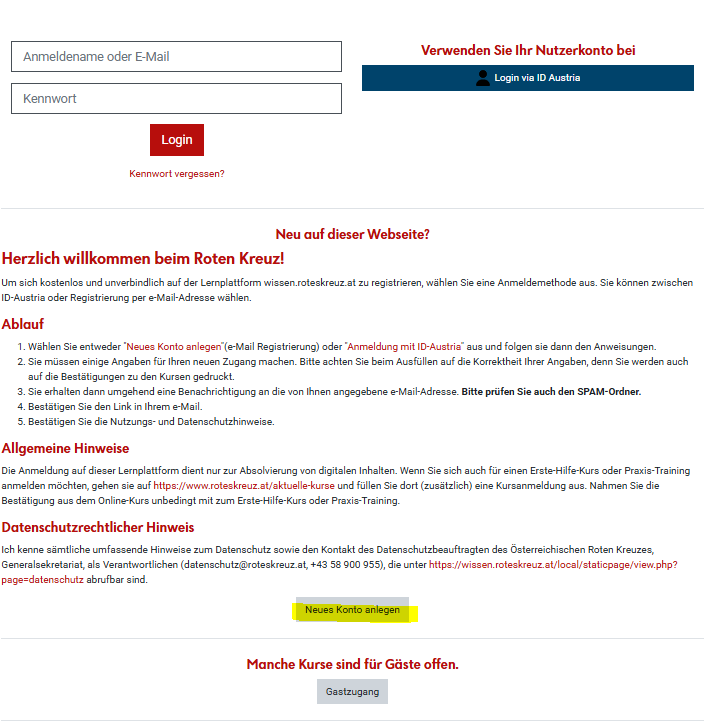 Anmeldename oder E-Mail
Kennwort
Login
Kennwort vergessen?
Verwenden Sie Ihr Nutzerkonto bei
Login via ID Austria
Neu auf dieser Webseite?
Herzlich willkommen beim Roten Kreuz!
Um sich kostenlos und unverbindlich auf der Lernplattform wissen.roteskreuz.at zu registrieren, wählen Sie eine Anmeldemethode aus. Sie können zwischen
ID-Austria oder Registrierung per e-Mail-Adresse wählen.
Ablauf
1. Wählen Sie entweder "Neues Konto anlegen"(e-Mail Registrierung) oder "Anmeldung mit ID-Austria" aus und folgen sie dann den Anweisungen.
2. Sie müssen einige Angaben für Ihren neuen Zugang machen. Bitte achten Sie beim Ausfüllen auf die Korrektheit Ihrer Angaben, denn Sie werden auch
auf die Bestätigungen zu den Kursen gedruckt.
3. Sie erhalten dann umgehend eine Benachrichtigung an die von Ihnen angegebene e-Mail-Adresse. Bitte prüfen Sie auch den SPAM-Ordner.
4. Bestätigen Sie den Link in Ihrem e-Mail.
5. Bestätigen Sie die Nutzungs- und Datenschutzhinweise.
Allgemeine Hinweise
Die Anmeldung auf dieser Lernplattform dient nur zur Absolvierung von digitalen Inhalten. Wenn Sie sich auch für einen Erste-Hilfe-Kurs oder Praxis-Training
anmelden möchten, gehen sie auf https://www.roteskreuz.at/aktuelle-kurse und füllen Sie dort (zusätzlich) eine Kursanmeldung aus. Nahmen Sie die
Bestätigung aus dem Online-Kurs unbedingt mit zum Erste-Hilfe-Kurs oder Praxis-Training.
Datenschutzrechtlicher Hinweis
Ich kenne sämtliche umfassende Hinweise zum Datenschutz sowie den Kontakt des Datenschutzbeauftragten des Österreichischen Roten Kreuzes,
Generalsekretariat, als Verantwortlichen (datenschutz@roteskreuz.at, +43 58 900 955), die unter https://wissen.roteskreuz.at/local/staticpage/view.php?
page=datenschutz abrufbar sind.
Neues Konto anlegen
Manche Kurse sind für Gäste offen.
Gastzugang